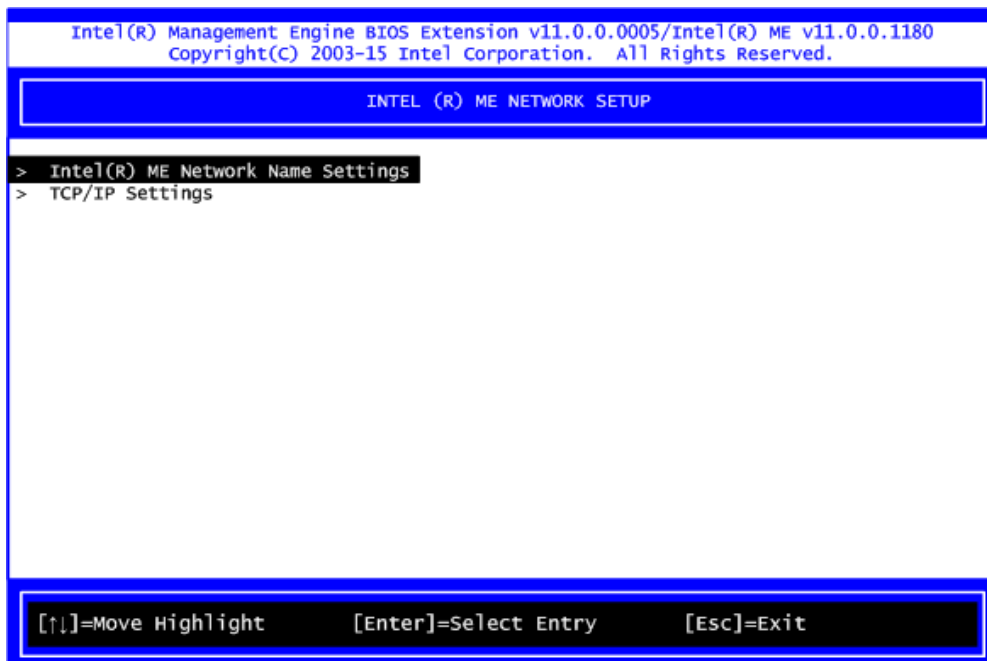 Intel(R) Management Engine BIOS Extension v11.0.0.0005/Intel(R) ME v11.0.0.1180
Copyright(C) 2003-15 Intel Corporation. All Rights Reserved.
INTEL (R) ME NETWORK SETUP
> Intel(R) ME Network Name Settings
> TCP/IP Settings
[↑↓]=Move Highlight [Enter]=Select Entry [Esc]=Exit